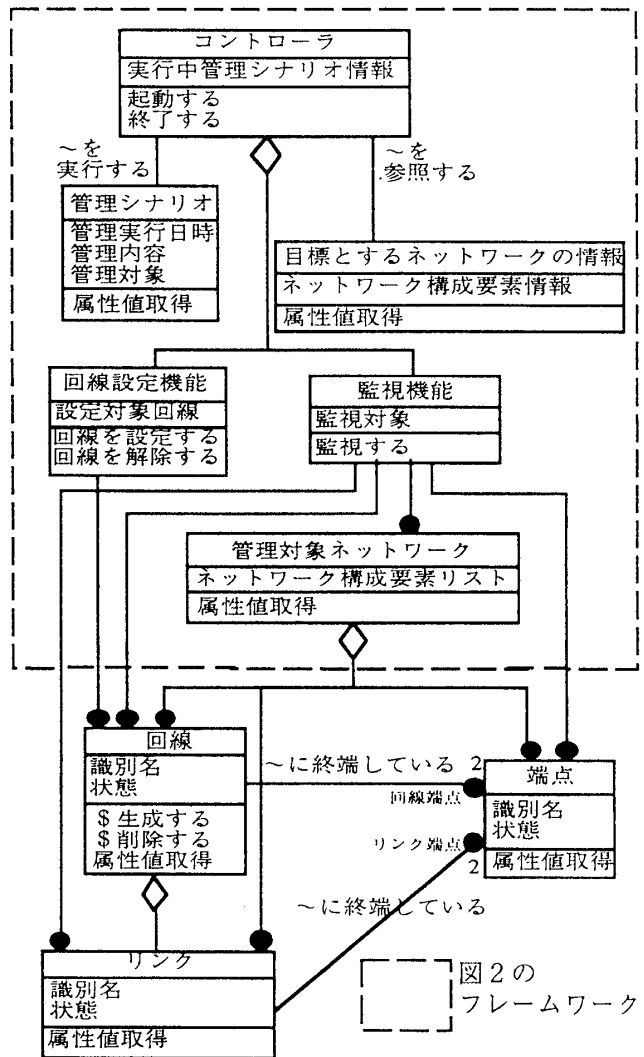 コントローラ
実行中管理シナリオ情報
起動する
終了する
～を
実行する
～を
参照する
管理シナリオ
管理実行日時
管理内容
管理対象
属性値取得
目標とするネットワークの情報
ネットワーク構成要素情報
属性値取得
回線設定機能
設定対象回線
回線を設定する
回線を解除する
監視機能
監視対象
監視する
管理対象ネットワーク
ネットワーク構成要素リスト
属性値取得
回線
識別名
状態
＄生成する
＄削除する
属性値取得
～に終端している
2
回線端点
端点
識別名
状態
属性値取得
リンク端点
2
～に終端している
リンク
識別名
状態
属性値取得
図2の
フレームワーク